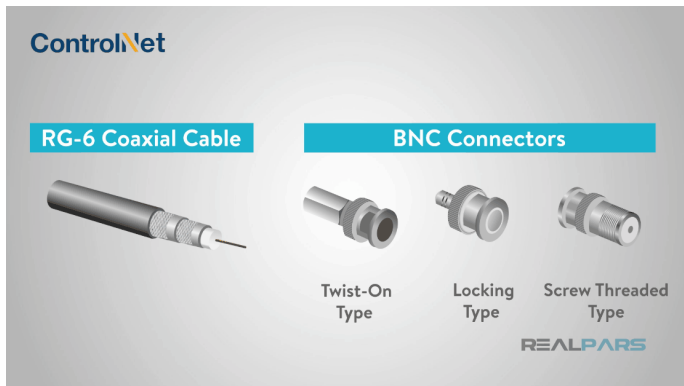 ControlNet
RG-6 Coaxial Cable
BNC Connectors
Twist-On
Type
Locking
Type
Screw Threaded
Type
REALPARS